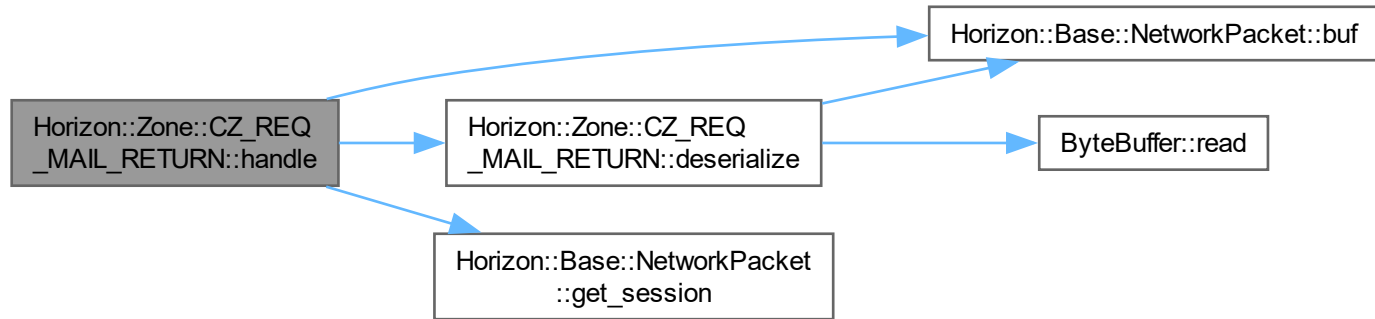 Horizon::Zone::CZ_REQ
_MAIL_RETURN::handle
Horizon::Base::NetworkPacket::buf
Horizon::Zone::CZ_REQ
_MAIL_RETURN::deserialize
ByteBuffer::read
Horizon::Base::NetworkPacket
::get_session